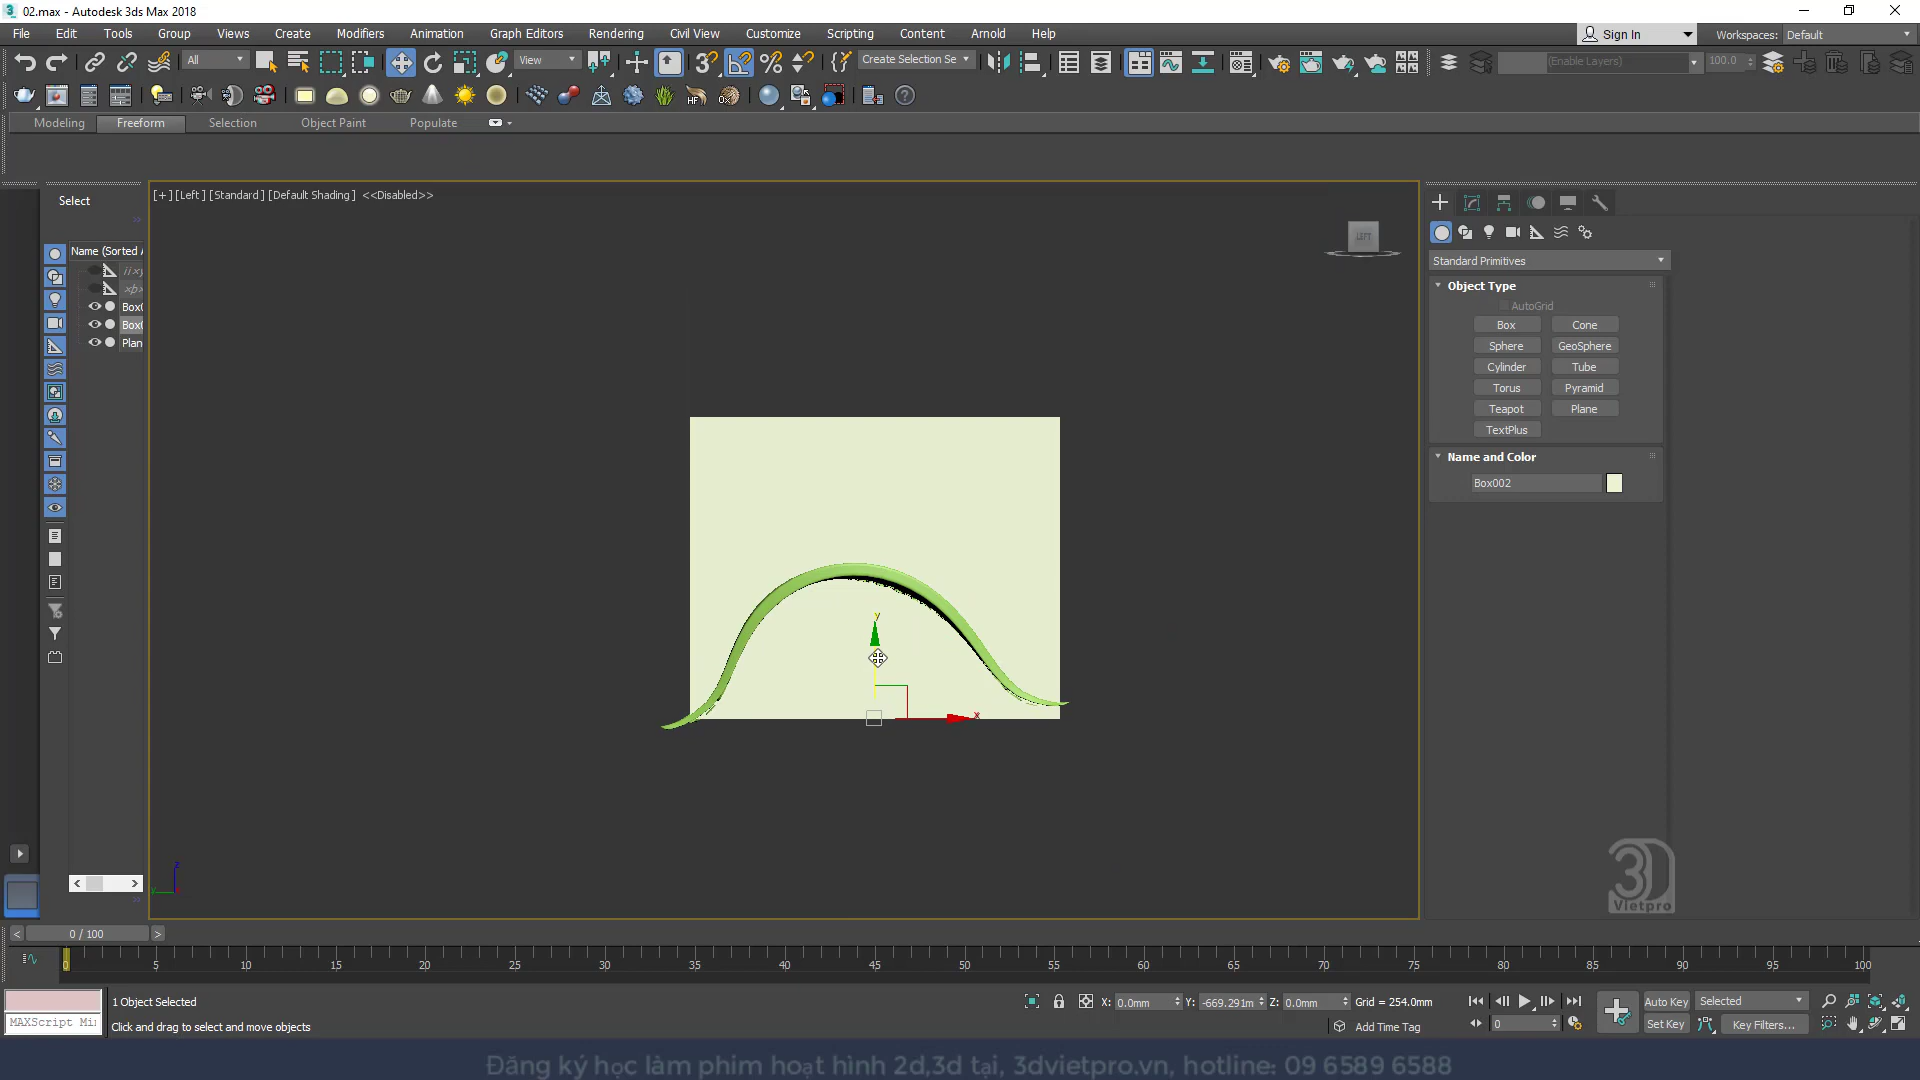 02.max - Autodesk 3ds Max 2018
File Edit Tools Group Views Create Modifiers Animation Graph Editors Rendering Civil View Customize Scripting Content Arnold Help
Sign In Workspaces: Default
All View Create Selection Se (Enable Layers) 100.0
Modeling Freeform Selection Object Paint Populate
Select
[+] [Left] [Standard] [Default Shading] <<Disabled>>
LEFT
Name (Sorted A
Standard Primitives
Object Type
AutoGrid
Box Cone
Sphere GeoSphere
Cylinder Tube
Torus Pyramid
Teapot Plane
TextPlus
Name and Color
Box002
Box0
Box0
Plan
y
x
z
3D
Vietpro
0 / 100
0 5 10 15 20 25 30 35 40 45 50 55 60 65 70 75 80 85 90 95 100
1 Object Selected
X: 0.0mm Y: -669.291m Z: 0.0mm Grid = 254.0mm
Auto Key Selected
MAXScript Mi
Click and drag to select and move objects
Add Time Tag
0
Set Key Key Filters...
Đăng ký học làm phim hoạt hình 2d,3d tại, 3dvietpro.vn, hotline: 09 6589 6588